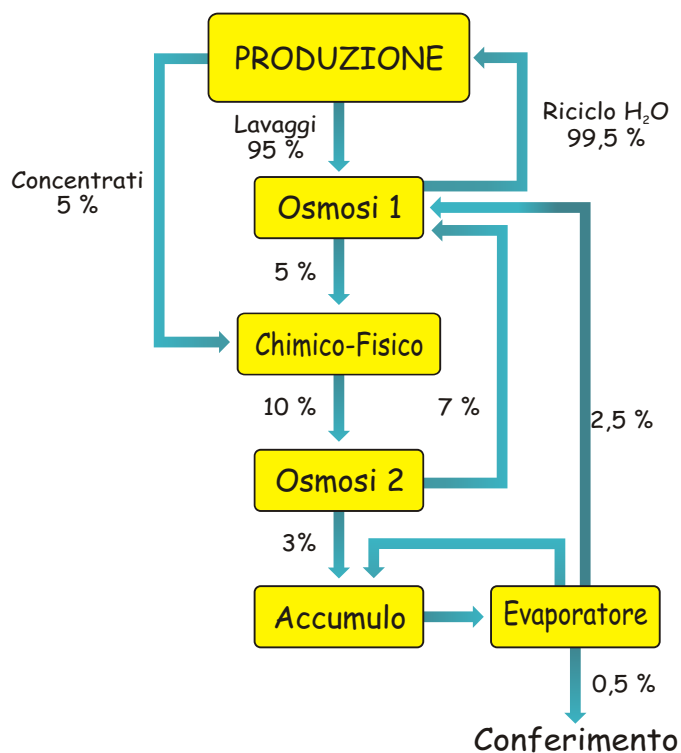 PRODUZIONE
Lavaggi
95 %
Riciclo H₂O
99,5 %
Concentrati
5 %
Osmosi 1
5 %
Chimico-Fisico
10 %
7 %
2,5 %
Osmosi 2
3%
Accumulo
Evaporatore
0,5 %
Conferimento